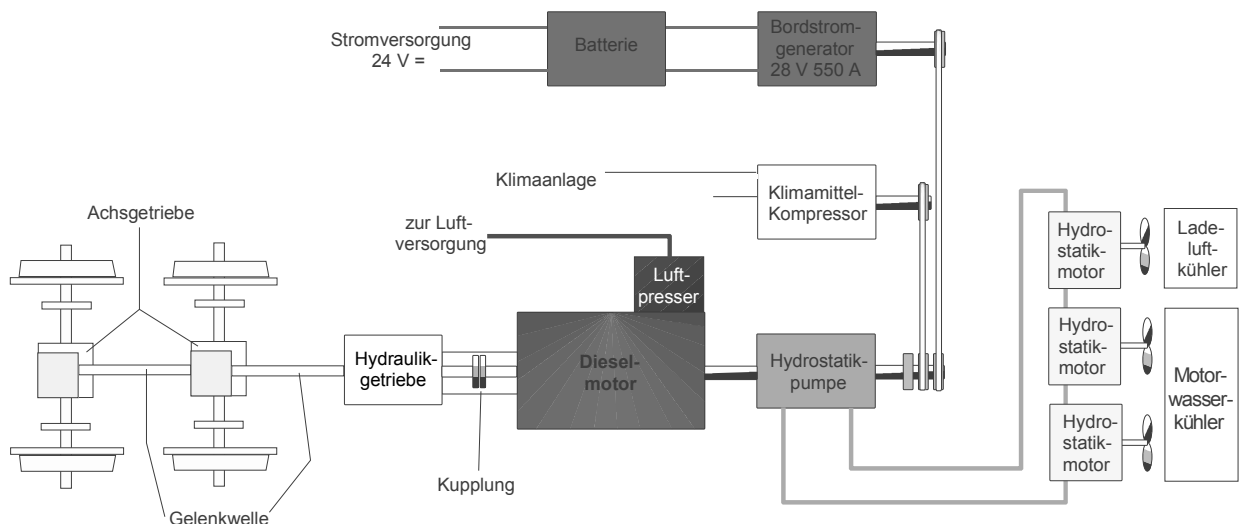 Stromversorgung
24 V =
Batterie
Bordstrom-
generator
28 V 550 A
Klimaanlage
Klimamittel-
Kompressor
Achsgetriebe
zur Luft-
versorgung
Luft-
presser
Hydro-
statik-
motor
Lade-
luft-
kühler
Hydraulik-
getriebe
Diesel-
motor
Hydrostatik-
pumpe
Hydro-
statik-
motor
Motor-
wasser-
kühler
Hydro-
statik-
motor
Kupplung
Gelenkwelle